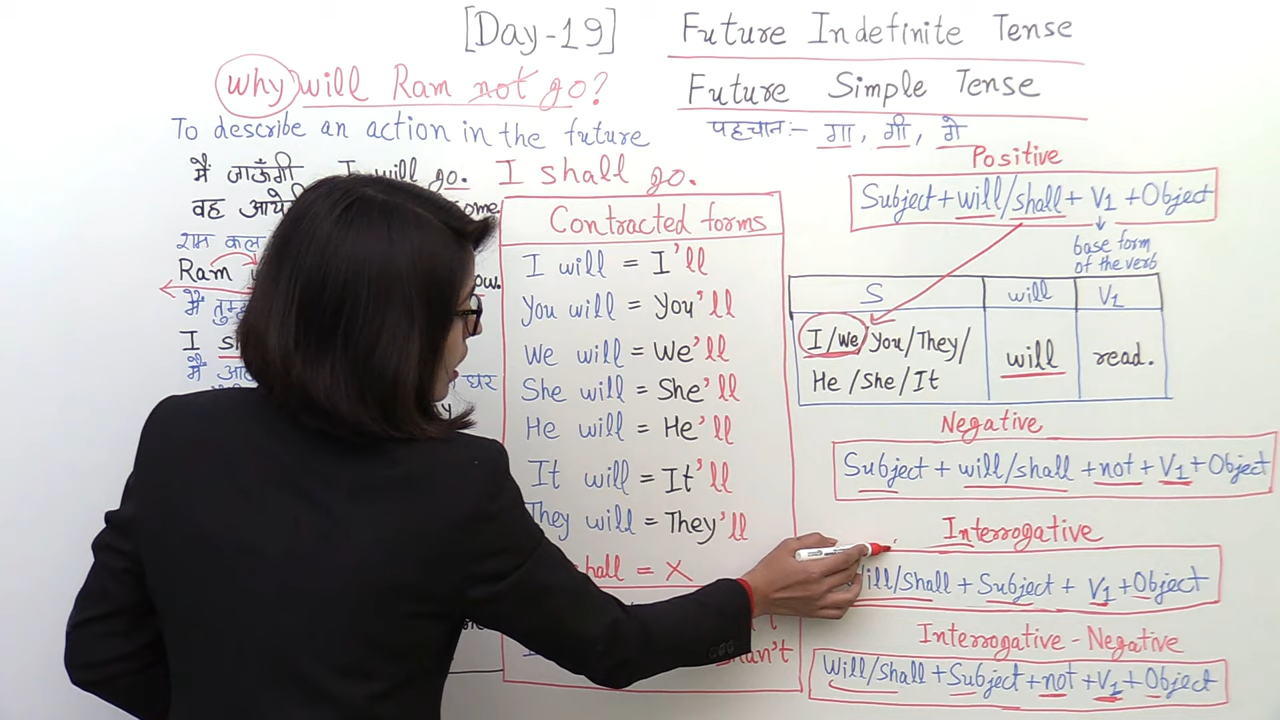 [Day-19]
Future Indefinite Tense
why will Ram not go?
Future Simple Tense
To describe an action in the future
पहचान:- गा, गी, गे
मैं जाऊँगी I will go. I shall go.
वह आयेगी
राम कल
Ram
मैं
I
मैं
घर
Contracted forms
I will = I'll
You will = You'll
We will = We'll
She will = She'll
He will = He'll
It will = It'll
They will = They'll
shall = X
shan't
Positive
Subject + will/shall + V1 + Object
base form
of the verb
S will V1
I/We/You/They/
He/She/It
will read.
Negative
Subject + will/shall + not + V1 + Object
Interrogative
Will/Shall + Subject + V1 + Object
Interrogative - Negative
Will/shall + Subject + not + V1 + Object